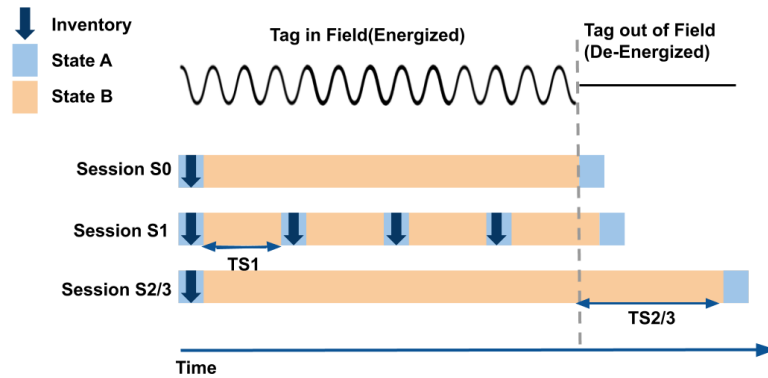 Inventory
State A
State B
Tag in Field(Energized)
Tag out of Field
(De-Energized)
Session S0
Session S1
TS1
Session S2/3
TS2/3
Time